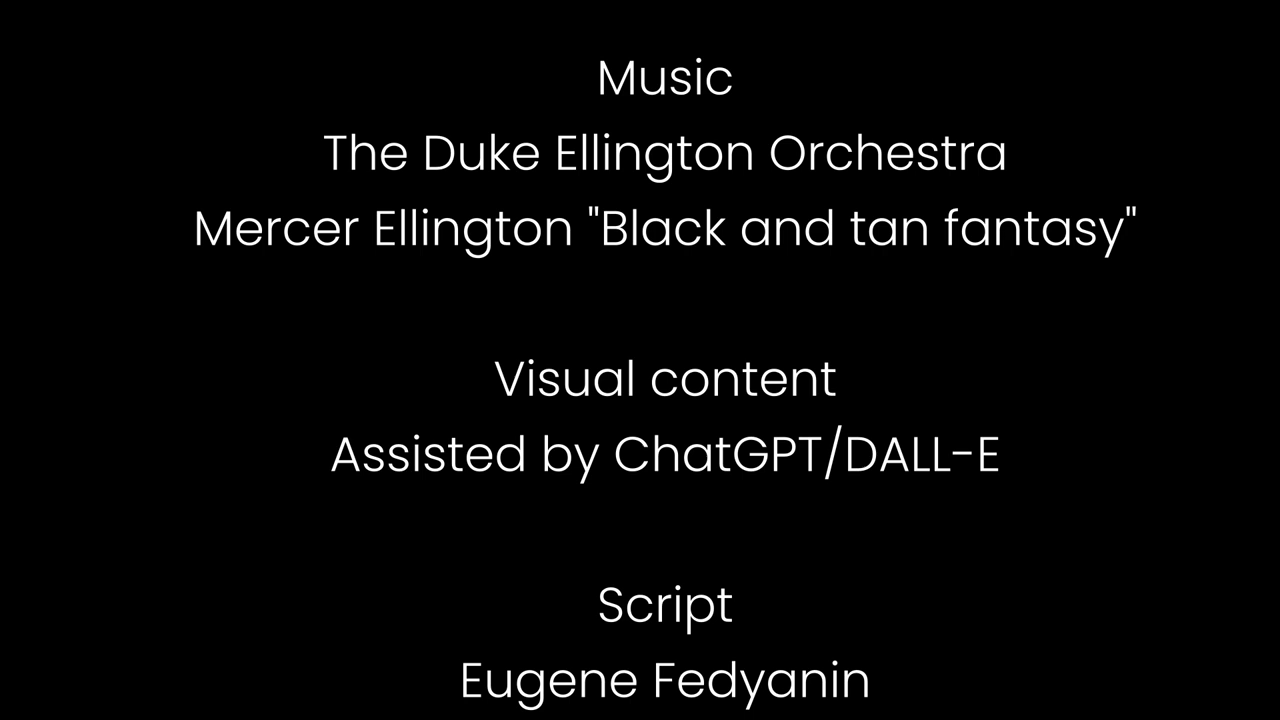 Music
The Duke Ellington Orchestra
Mercer Ellington "Black and tan fantasy"
Visual content
Assisted by ChatGPT/DALL-E
Script
Eugene Fedyanin